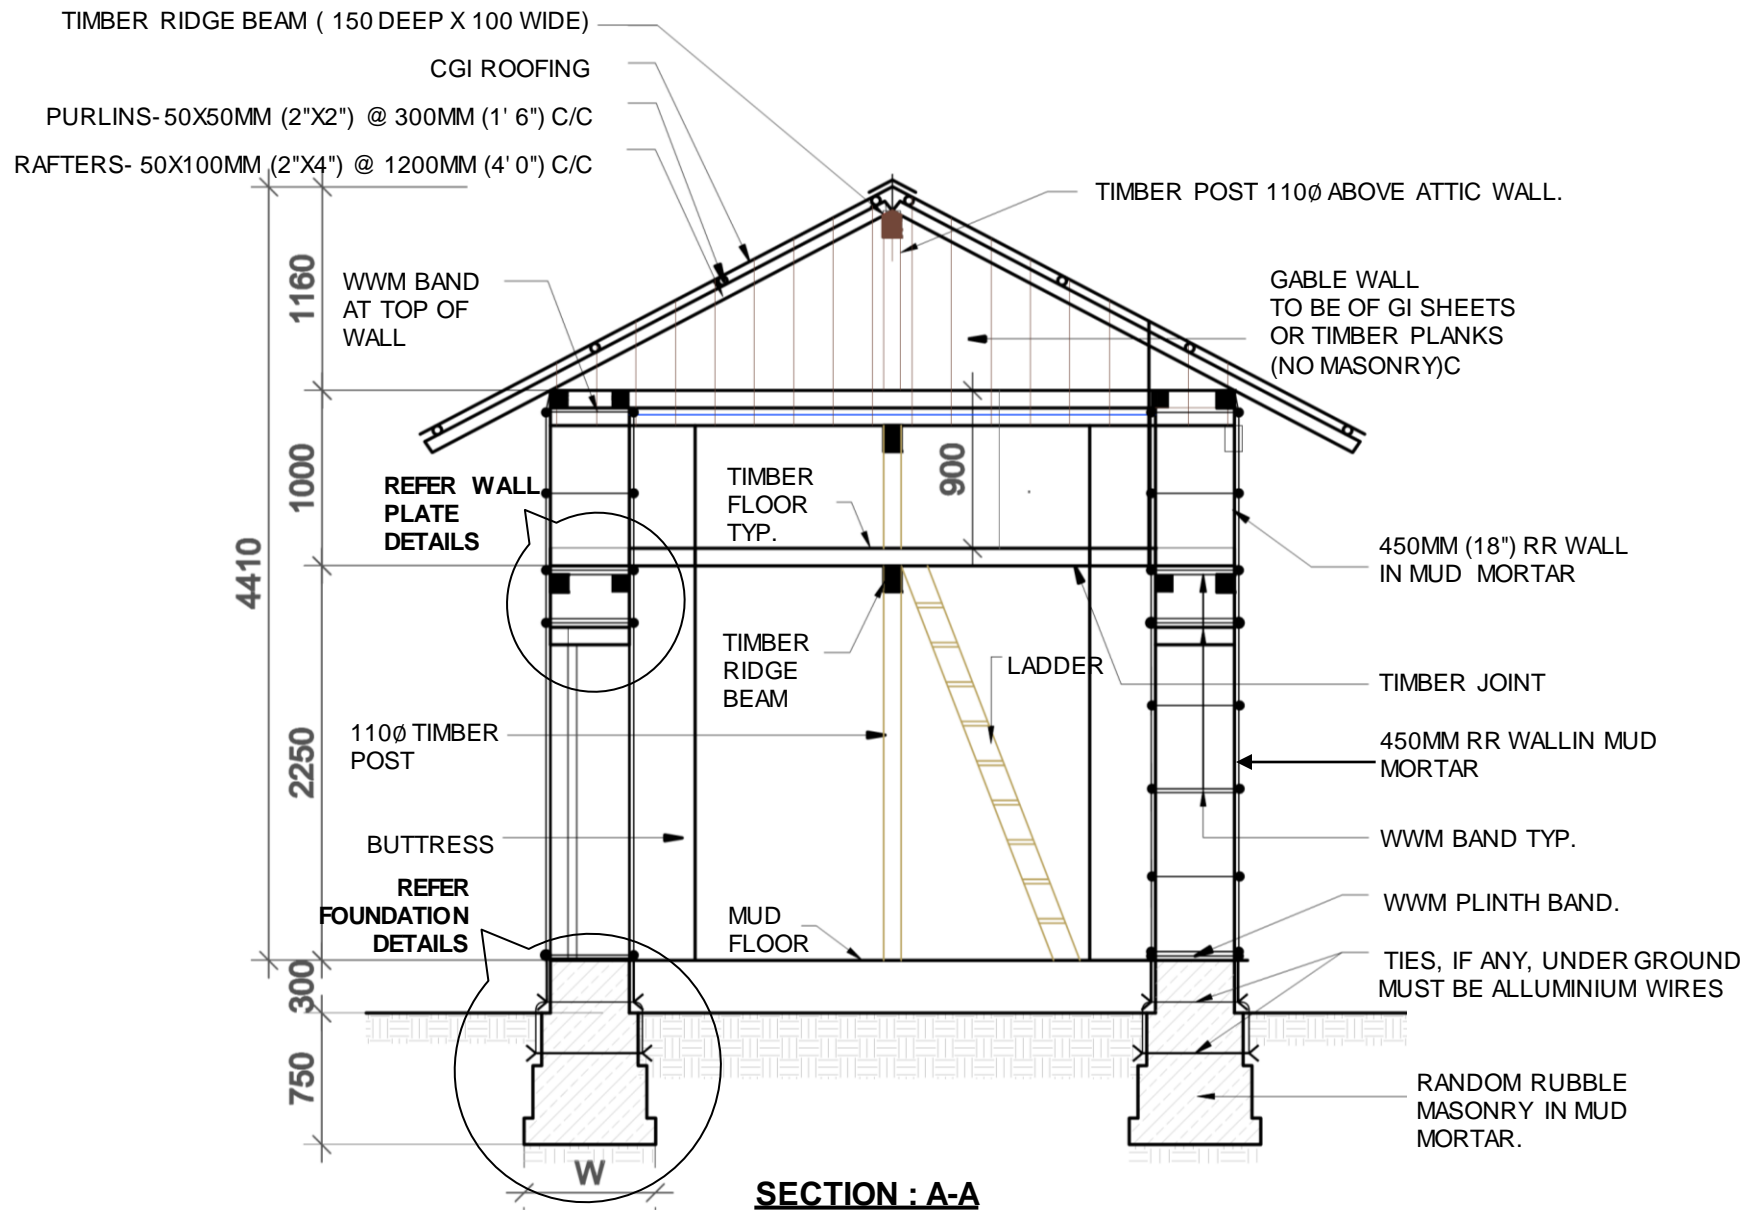 TIMBER RIDGE BEAM ( 150 DEEP X 100 WIDE)
CGI ROOFING
PURLINS- 50X50MM (2"X2") @ 300MM (1' 6") C/C
RAFTERS- 50X100MM (2"X4") @ 1200MM (4' 0") C/C
TIMBER POST 110Ø ABOVE ATTIC WALL.
WWM BAND
AT TOP OF
WALL
GABLE WALL
TO BE OF GI SHEETS
OR TIMBER PLANKS
(NO MASONRY)C
1160
1000
4410
2250
300
750
900
REFER WALL
PLATE
DETAILS
TIMBER
FLOOR
TYP.
450MM (18") RR WALL
IN MUD MORTAR
TIMBER
RIDGE
BEAM
LADDER
TIMBER JOINT
110Ø TIMBER
POST
450MM RR WALLIN MUD
MORTAR
BUTTRESS
WWM BAND TYP.
REFER
FOUNDATION
DETAILS
MUD
FLOOR
WWM PLINTH BAND.
TIES, IF ANY, UNDER GROUND
MUST BE ALLUMINIUM WIRES
RANDOM RUBBLE
MASONRY IN MUD
MORTAR.
W
SECTION : A-A